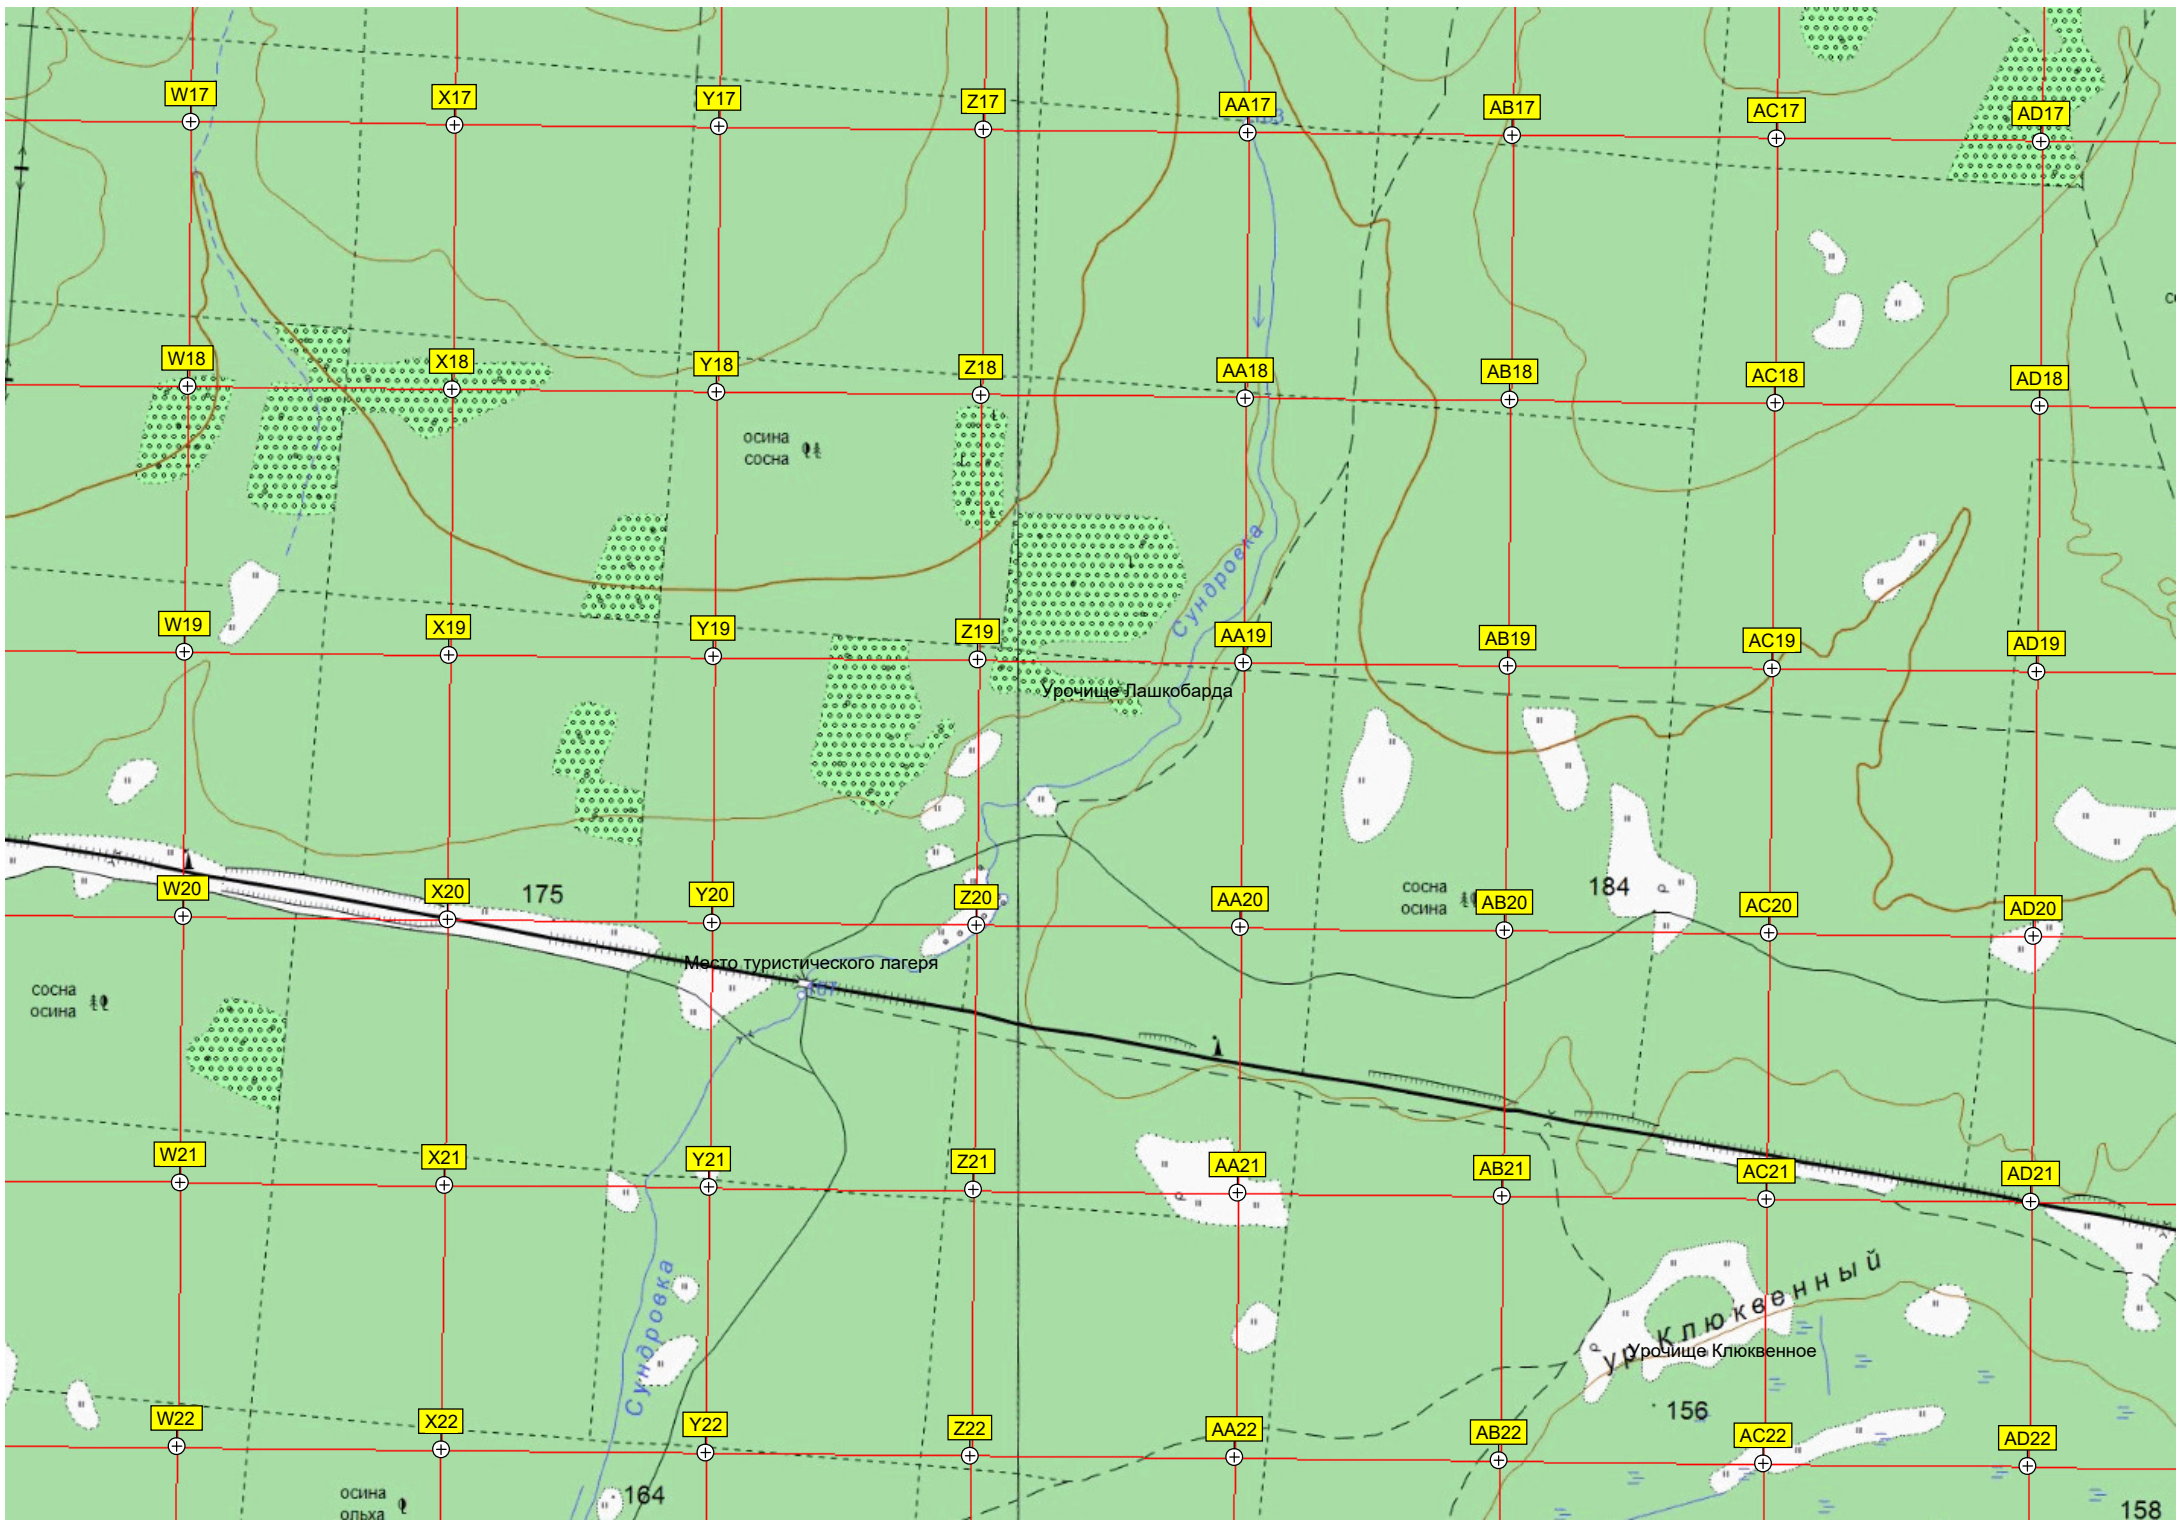 W17
X17
Y17
Z17
AA17
AB17
AC17
AD17
W18
X18
Y18
Z18
AA18
AB18
AC18
AD18
осина
сосна
Сундровка
W19
X19
Y19
Z19
AA19
AB19
AC19
AD19
Урочище Лашкобарда
W20
X20
175
Y20
Z20
AA20
сосна
осина
AB20
184
AC20
AD20
Место туристического лагеря
сосна
осина
W21
X21
Y21
Z21
AA21
AB21
AC21
AD21
Сундровка
ур. Клюквенный
Урочище Клюквенное
156
W22
X22
Y22
Z22
AA22
AB22
AC22
AD22
осина
ольха
164
158